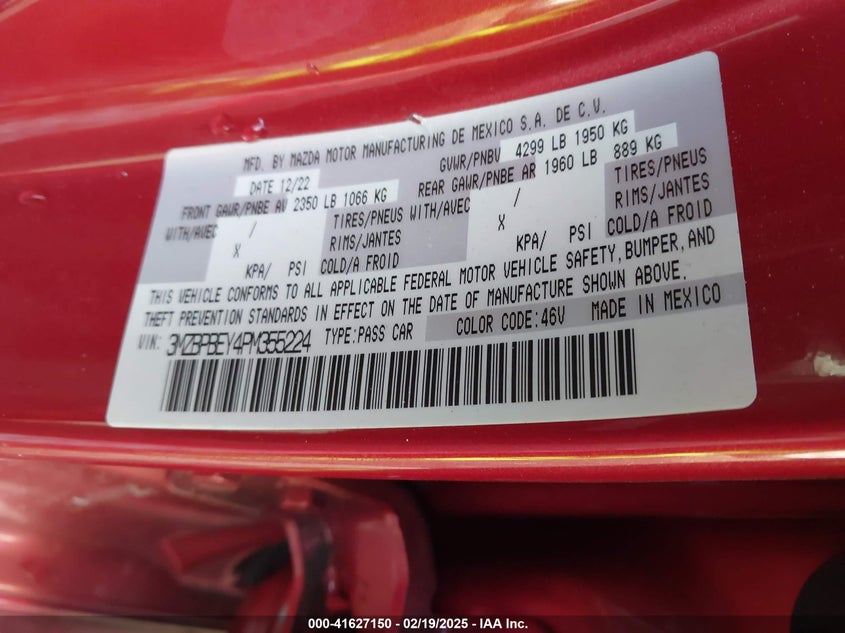 MFD. BY MAZDA MOTOR MANUFACTURING DE MEXICO S.A. DE C.V.
DATE 12/22 GVWR/PNBV 4299 LB 1950 KG
FRONT GAWR/PNBE AV 2350 LB 1066 KG REAR GAWR/PNBE AR 1960 LB 889 KG
WITH/AVEC / TIRES/PNEUS WITH/AVEC / TIRES/PNEUS
X RIMS/JANTES X RIMS/JANTES
KPA/ PSI COLD/A FROID KPA/ PSI COLD/A FROID
THIS VEHICLE CONFORMS TO ALL APPLICABLE FEDERAL MOTOR VEHICLE SAFETY, BUMPER, AND
THEFT PREVENTION STANDARDS IN EFFECT ON THE DATE OF MANUFACTURE SHOWN ABOVE.
VIN: 3MZBPBEY4PM355224 TYPE:PASS CAR COLOR CODE:46V MADE IN MEXICO
000-41627150 - 02/19/2025 - IAA Inc.